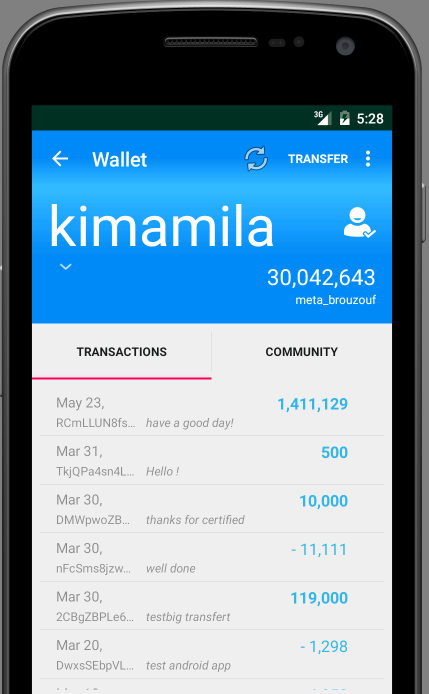 3G 5:28
Wallet TRANSFER
kimamila
30,042,643
meta_brouzouf
TRANSACTIONS COMMUNITY
May 23, 1,411,129
RCmLLUN8fs... have a good day!
Mar 31, 500
TkjQPa4sn4L... Hello !
Mar 30, 10,000
DMWpwoZB... thanks for certified
Mar 30, - 11,111
nFcSms8jzw... well done
Mar 30, 119,000
2CBgZBPLe6... testbig transfert
Mar 20, - 1,298
DwxsSEbpVL... test android app